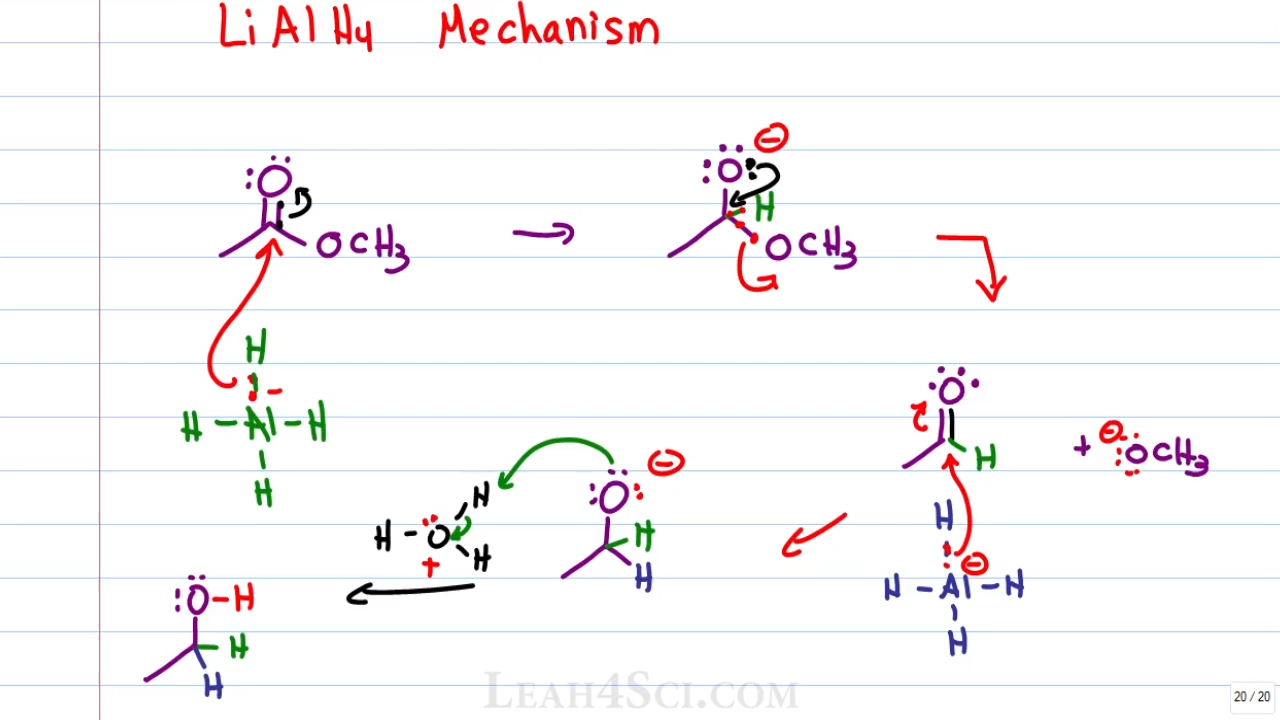 LiAlH4 Mechanism
:O:
:O: ⊖
H
OCH3
OCH3
H
H-Al-H
-
H
:O:
H
+ ⊖ :OCH3
:O: ⊖
H
H-O
H
+
H
H
H
H-Al-H
⊖
H
:O-H
H
H
LEAH4SCI.COM
20 / 20